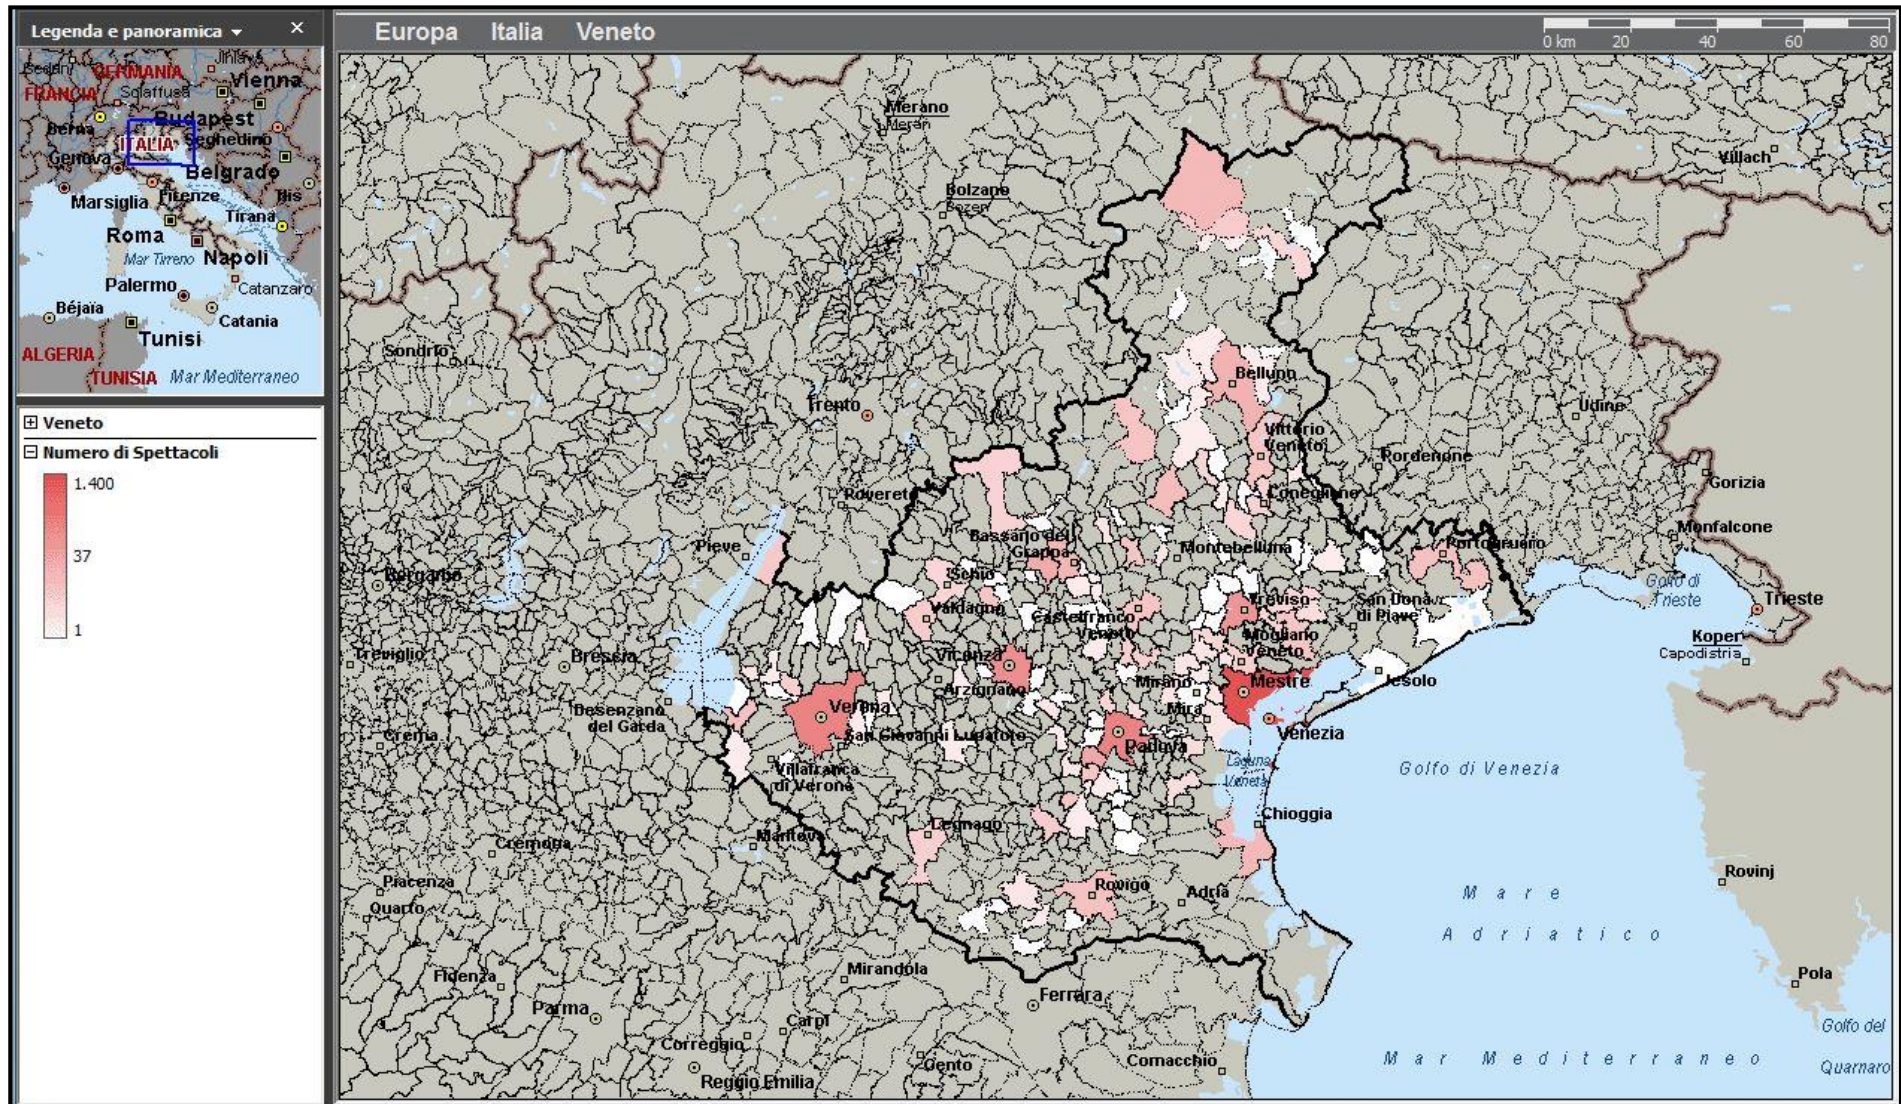 Legenda e panoramica
Europa Italia Veneto
0 km 20 40 60 80
GERMANIA
FRANCIA
Sciaffusa
Vienna
Berna
Budapest
ITALIA
Seghedino
Genova
Belgrado
Marsiglia
Firenze
Nis
Tirana
Roma
Mar Tirreno
Napoli
Palermo
Catanzaro
Béjaïa
Catania
Tunisi
ALGERIA
TUNISIA
Mar Mediterraneo
Veneto
Numero di Spettacoli
1.400
37
1
Merano
Meran
Villach
Bolzano
Bozen
Sondrio
Belluno
Trento
Udine
Vittorio
Veneto
Pordenone
Rovereto
Conegliano
Gorizia
Monfalcone
Pieve
Bassano del
Grappa
Montebelluna
Portogruaro
Bergamo
Schio
Golfo di
Trieste
Trieste
Valdagno
Castelfranco
Veneto
Treviso
San Donà
di Piave
Mogliano
Veneto
Koper
Capodistria
Treviglio
Brescia
Vicenza
Arzignano
Mirano
Mestre
Jesolo
Desenzano
del Garda
Verona
Mira
Venezia
Crema
San Giovanni Lupatoto
Padova
Villafranca
di Verona
Laguna
Veneta
Golfo di Venezia
Chioggia
Legnago
Mantova
Cremona
Piacenza
Rovigo
Adria
Rovinj
Quarto
Mare
Adriatico
Fidenza
Mirandola
Pola
Parma
Ferrara
Carpi
Golfo del
Quarnaro
Correggio
Cento
Comacchio
Reggio Emilia
Mar Mediterraneo